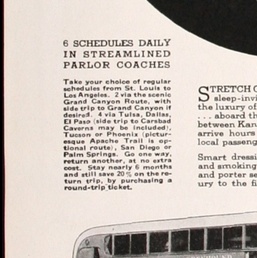 6 SCHEDULES DAILY
IN STREAMLINED
PARLOR COACHES
Take your choice of regular
schedules from St. Louis to
Los Angeles. 2 via the scenic
Grand Canyon Route, with
side trip to Grand Canyon if
desired. 4 via Tulsa, Dallas,
El Paso (side trip to Carlsbad
Caverns may be included),
Tucson or Phoenix (pictur-
esque Apache Trail is op-
tional route), San Diego or
Palm Springs. Go one way,
return another, at no extra
cost. Stay nearly 6 months
and still save 20% on the re-
turn trip, by purchasing a
round-trip ticket.
STRETCH
sleep-invi
the luxury of
... aboard th
between Kan
arrive hours
local passeng
Smart dressi
and smoking
and porter se
ury to the fi